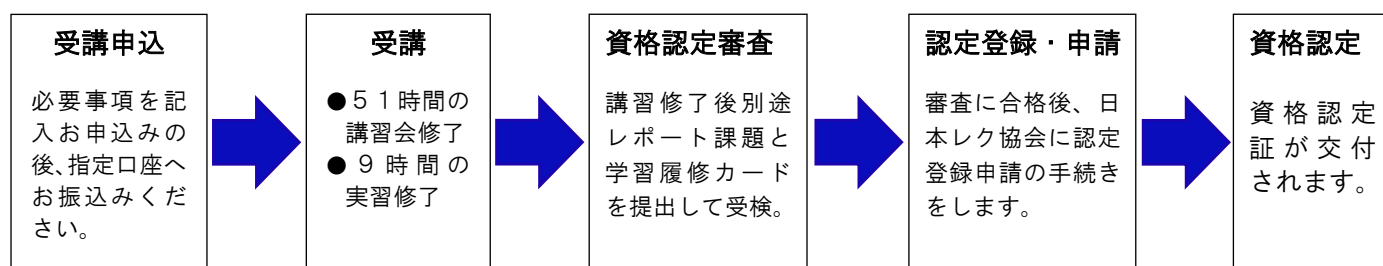 受講申込
必要事項を記
入お申込みの
後、指定口座へ
お振込みくだ
さい。
受講
●５１時間の
講習会修了
●９時間の
実習修了
資格認定審査
講習修了後別途
レポート課題と
学習履修カード
を提出して受検。
認定登録・申請
審査に合格後、日
本レク協会に認定
登録申請の手続き
をします。
資格認定
資格認定
証が交付
されます。